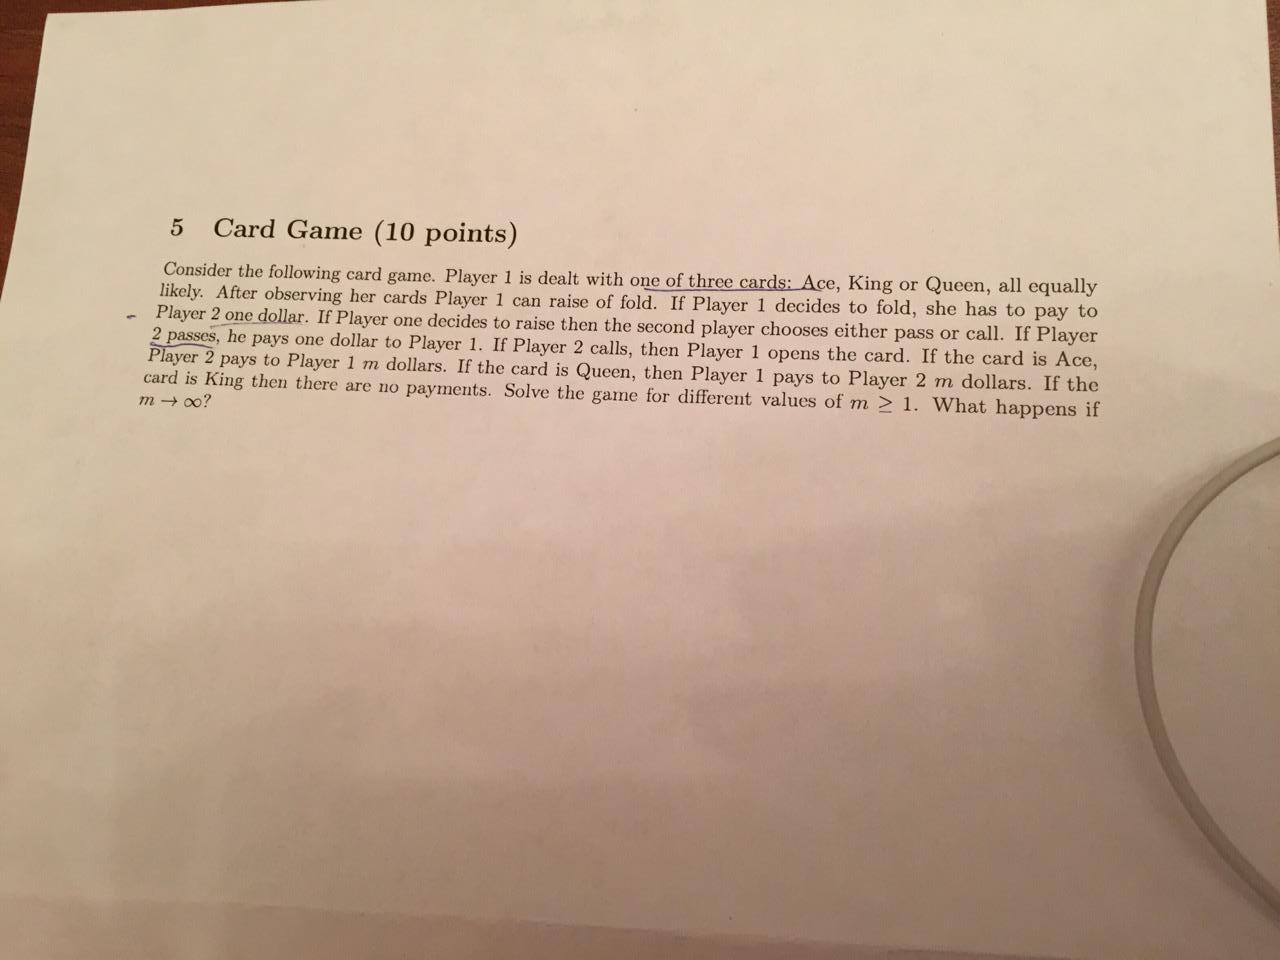 5 Card Game (10 points)
Consider the following card game. Player 1 is dealt with one of three cards: Ace, King or Queen, all equally
likely. After observing her cards Player 1 can raise of fold. If Player 1 decides to fold, she has to pay to
Player 2 one dollar. If Player one decides to raise then the second player chooses either pass or call. If Player
2 passes, he pays one dollar to Player 1. If Player 2 calls, then Player 1 opens the card. If the card is Ace,
Player 2 pays to Player 1 m dollars. If the card is Queen, then Player 1 pays to Player 2 m dollars. If the
card is King then there are no payments. Solve the game for different values of m ≥ 1. What happens if
m → ∞?